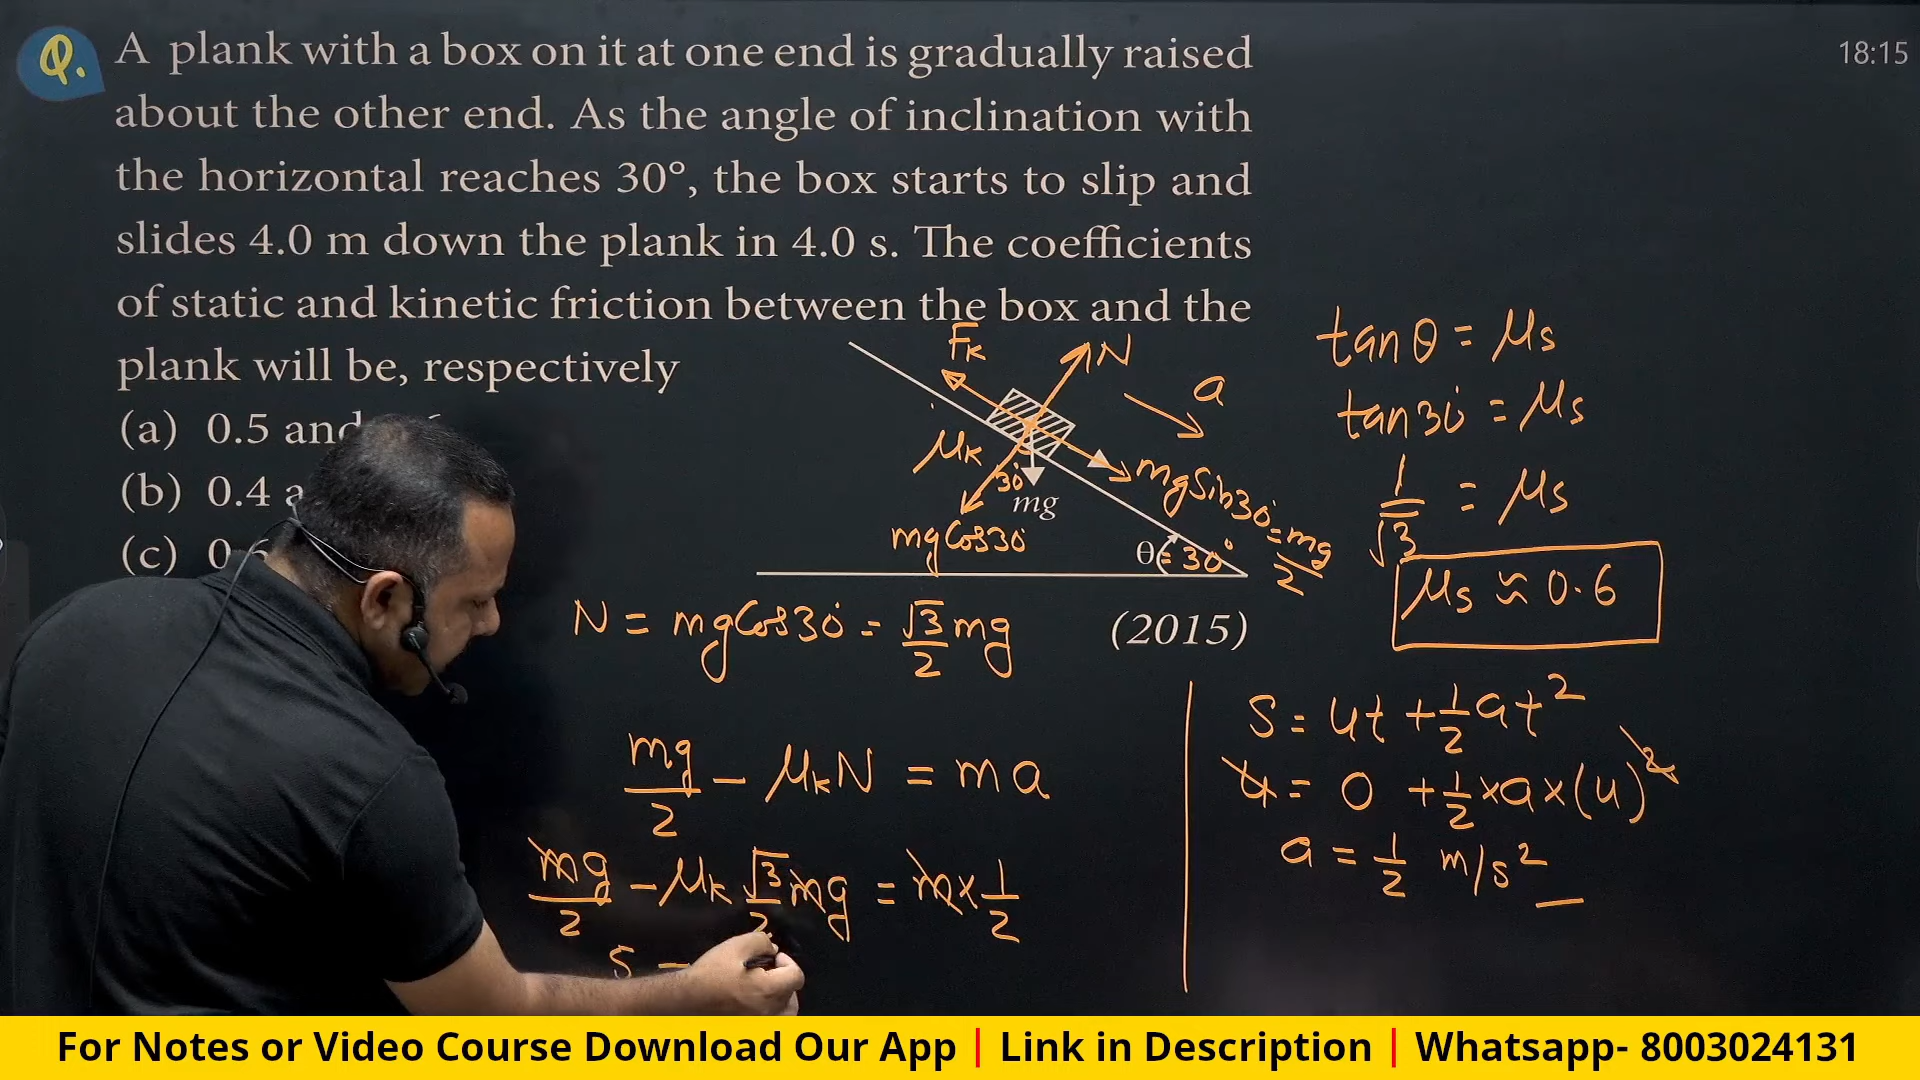 Q. A plank with a box on it at one end is gradually raised
about the other end. As the angle of inclination with
the horizontal reaches 30°, the box starts to slip and
slides 4.0 m down the plank in 4.0 s. The coefficients
of static and kinetic friction between the box and the
plank will be, respectively
(a) 0.5 and
(b) 0.4
(c) 0.6
18:15
Fₖ
N
a
μₖ
30°
mg
mgSin30° = mg/2
mgCos30°
θ = 30°
(2015)
tanθ = μs
tan30° = μs
1/√3 = μs
μs ≈ 0.6
N = mgCos30° = √3/2 mg
mg/2 - μₖN = ma
mg/2 - μₖ √3/2 mg = m × 1/2
5 -
S = ut + 1/2 at²
4 = 0 + 1/2 × a × (4)²
a = 1/2 m/s²
For Notes or Video Course Download Our App | Link in Description | Whatsapp- 8003024131